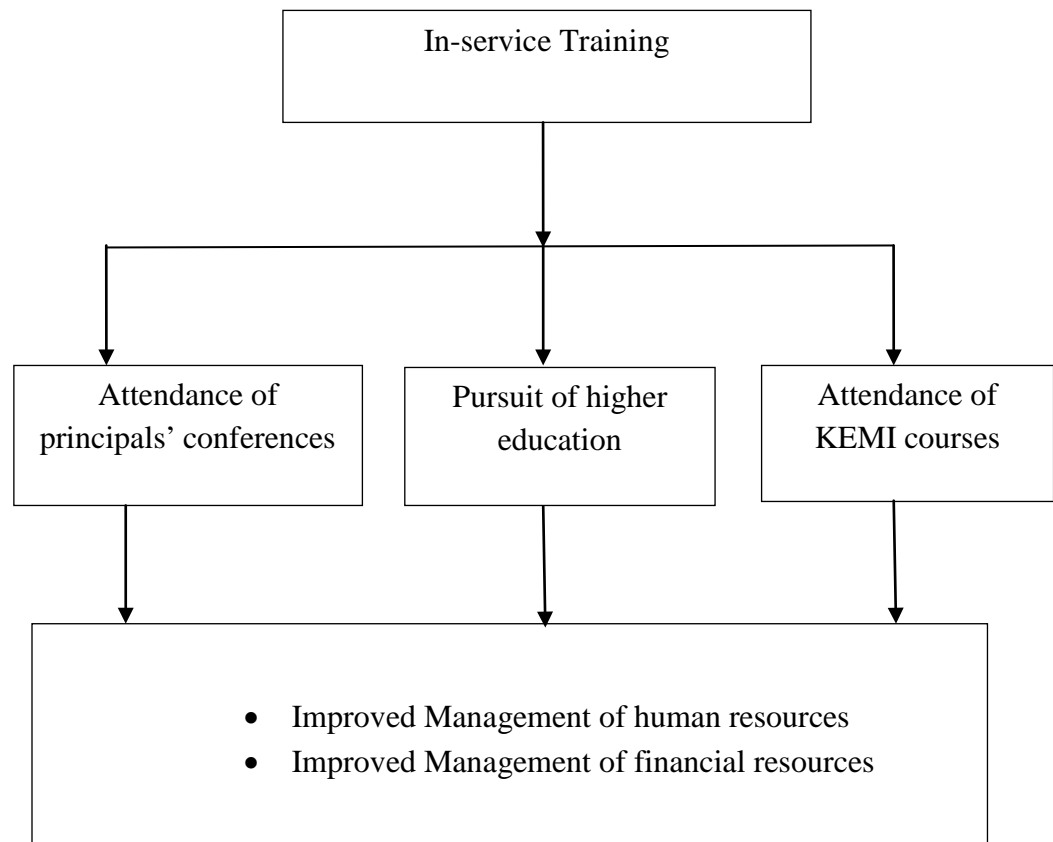 In-service Training
Attendance of
principals’ conferences
Pursuit of higher
education
Attendance of
KEMI courses
• Improved Management of human resources
• Improved Management of financial resources